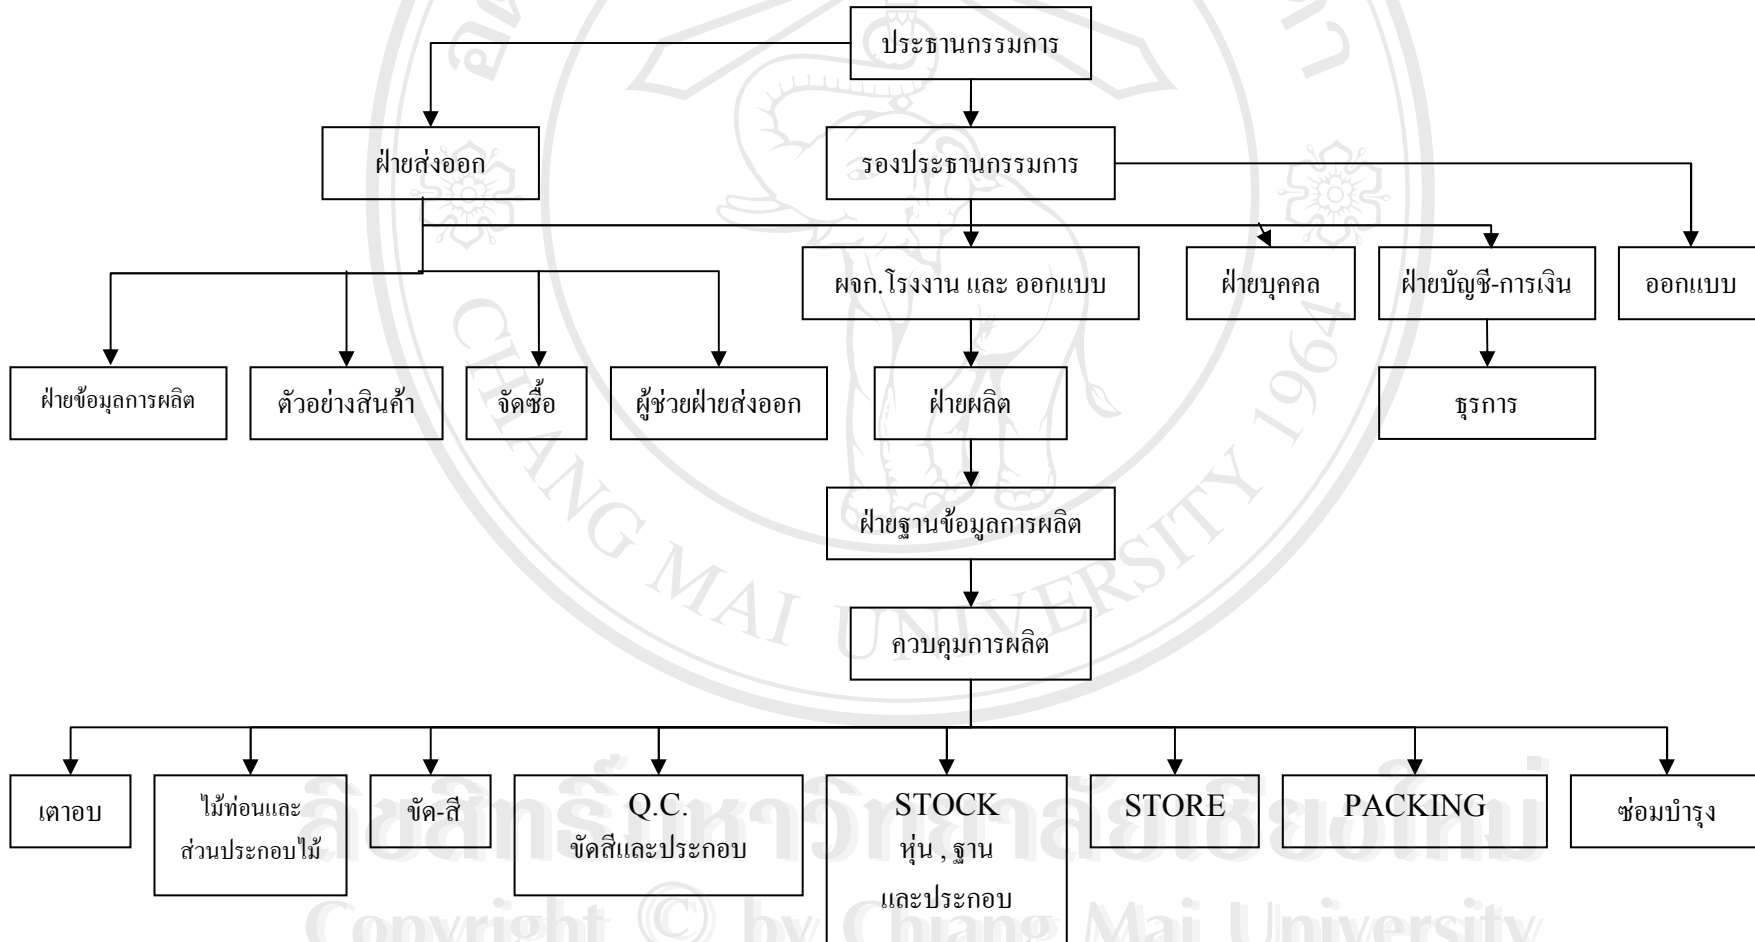 ประธานกรรมการ
ฝ่ายส่งออก
รองประธานกรรมการ
ผจก.โรงงาน และ ออกแบบ
ฝ่ายบุคคล
ฝ่ายบัญชี-การเงิน
ออกแบบ
ฝ่ายข้อมูลการผลิต
ตัวอย่างสินค้า
จัดซื้อ
ผู้ช่วยฝ่ายส่งออก
ฝ่ายผลิต
ธุรการ
ฝ่ายฐานข้อมูลการผลิต
ควบคุมการผลิต
เตาอบ
ไม้ท่อนและ
ส่วนประกอบไม้
ขัด-สี
Q.C.
ขัดสีและประกอบ
STOCK
หุ่น , ฐาน
และประกอบ
STORE
PACKING
ซ่อมบำรุง
CHIANG MAI UNIVERSITY 1964
ลิขสิทธิ์มหาวิทยาลัยเชียงใหม่
Copyright © by Chiang Mai University